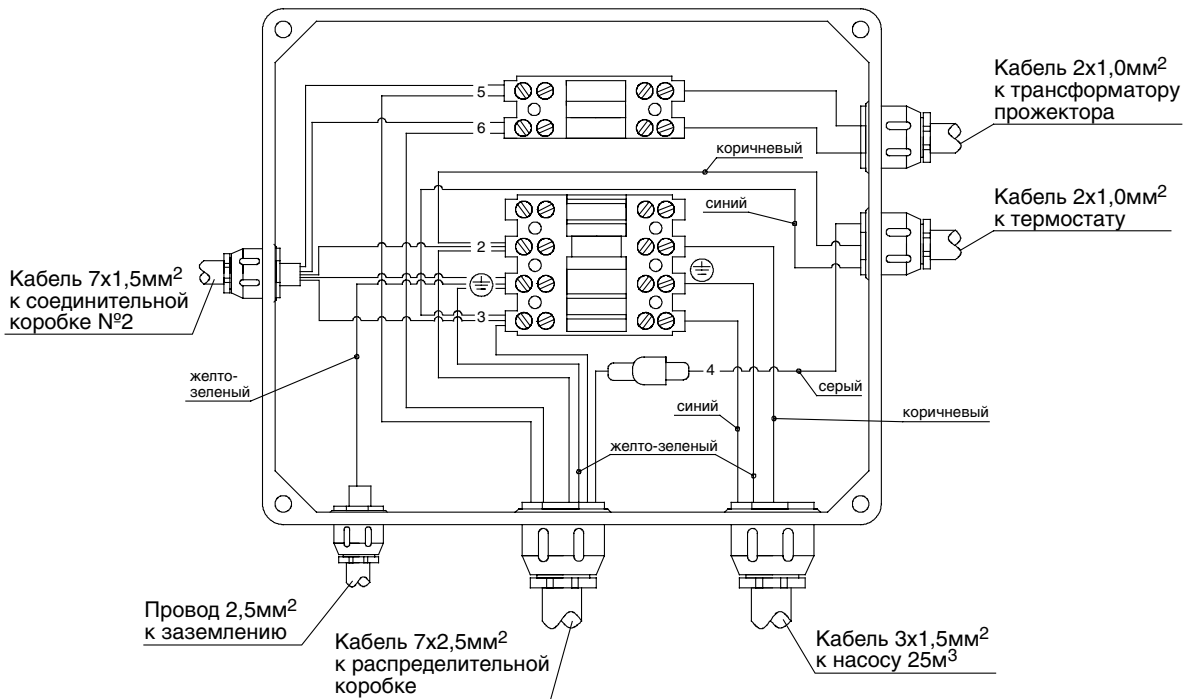 Кабель 2х1,0мм²
к трансформатору
прожектора
Кабель 2х1,0мм²
к термостату
Кабель 7х1,5мм²
к соединительной
коробке №2
5
6
коричневый
синий
2
3
4
желто-
зеленый
серый
синий
коричневый
желто-зеленый
Провод 2,5мм²
к заземлению
Кабель 7х2,5мм²
к распределительной
коробке
Кабель 3х1,5мм²
к насосу 25м³